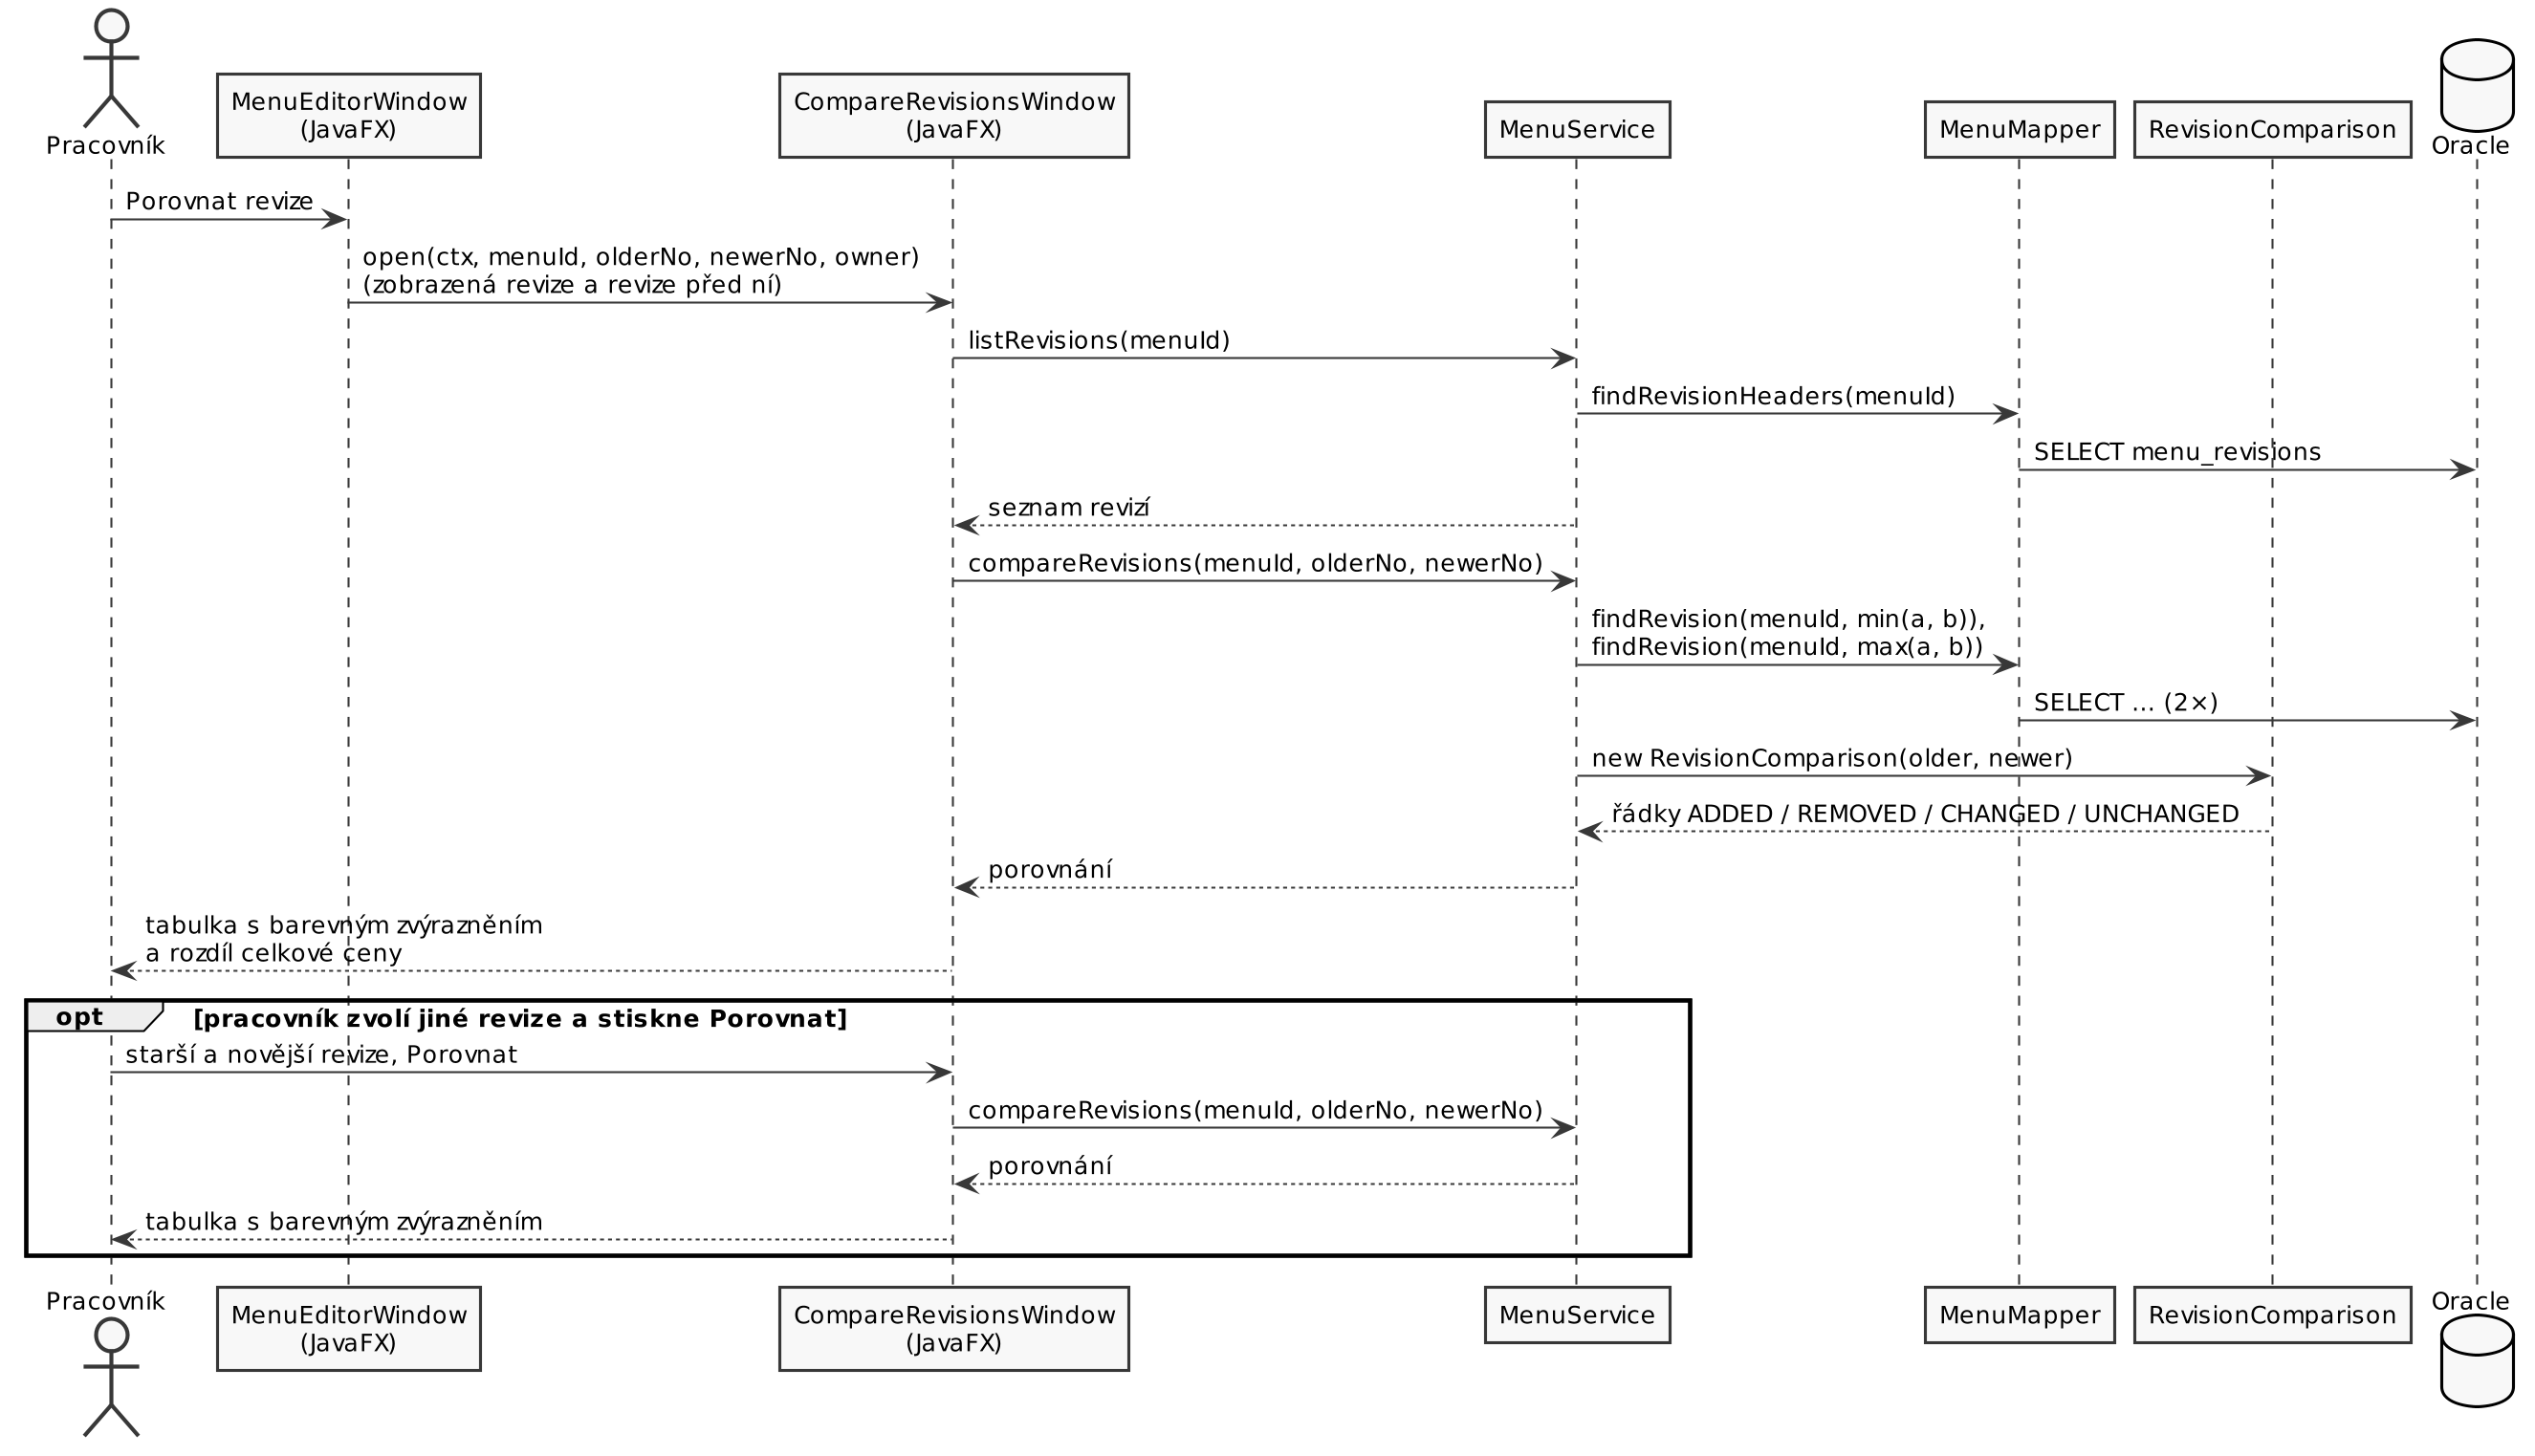 Pracovník
MenuEditorWindow
(JavaFX)
CompareRevisionsWindow
(JavaFX)
MenuService
MenuMapper
RevisionComparison
Oracle
Porovnat revize
open(ctx, menuId, olderNo, newerNo, owner)
(zobrazená revize a revize před ní)
listRevisions(menuId)
findRevisionHeaders(menuId)
SELECT menu_revisions
seznam revizí
compareRevisions(menuId, olderNo, newerNo)
findRevision(menuId, min(a, b)),
findRevision(menuId, max(a, b))
SELECT ... (2×)
new RevisionComparison(older, newer)
řádky ADDED / REMOVED / CHANGED / UNCHANGED
porovnání
tabulka s barevným zvýrazněním
a rozdíl celkové ceny
opt [pracovník zvolí jiné revize a stiskne Porovnat]
starší a novější revize, Porovnat
compareRevisions(menuId, olderNo, newerNo)
porovnání
tabulka s barevným zvýrazněním
Pracovník
MenuEditorWindow
(JavaFX)
CompareRevisionsWindow
(JavaFX)
MenuService
MenuMapper
RevisionComparison
Oracle